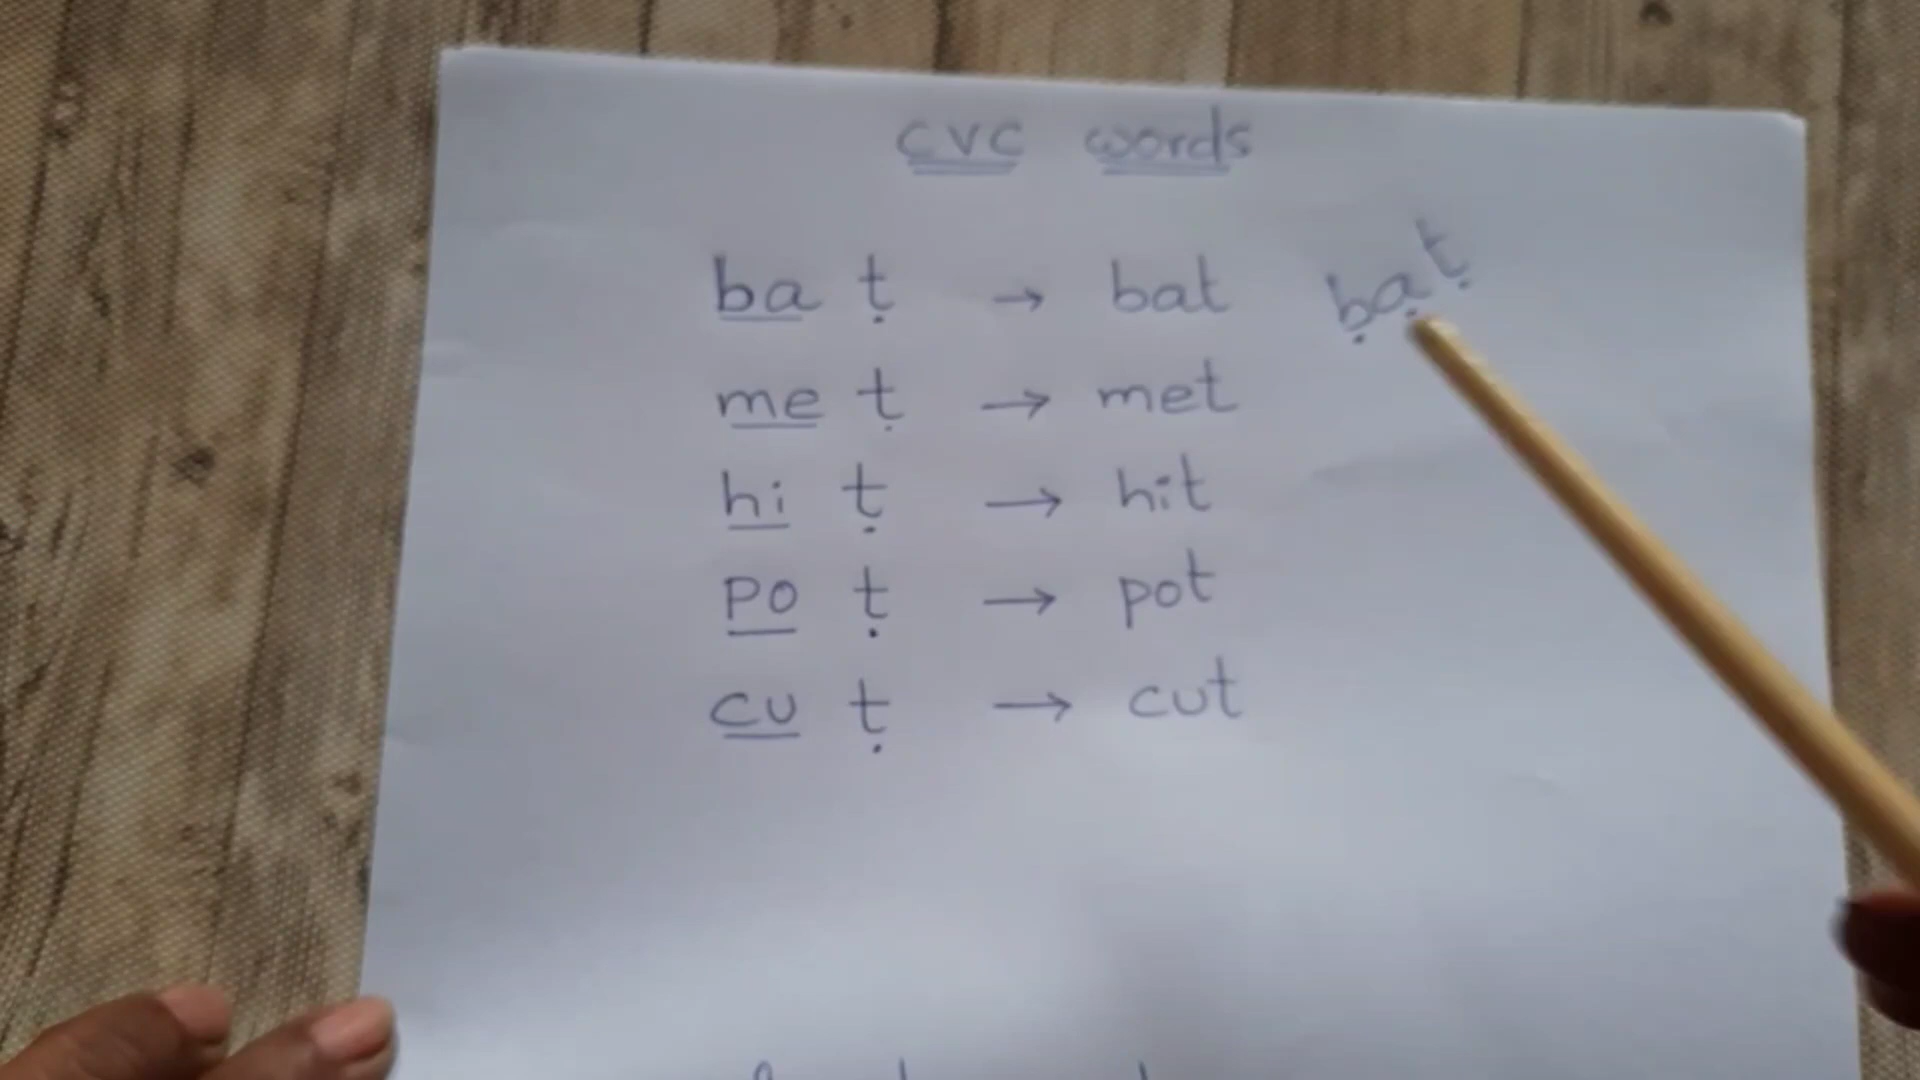 CVC words
ba t → bat bat
me t → met
hi t → hit
po t → pot
cu t → cut